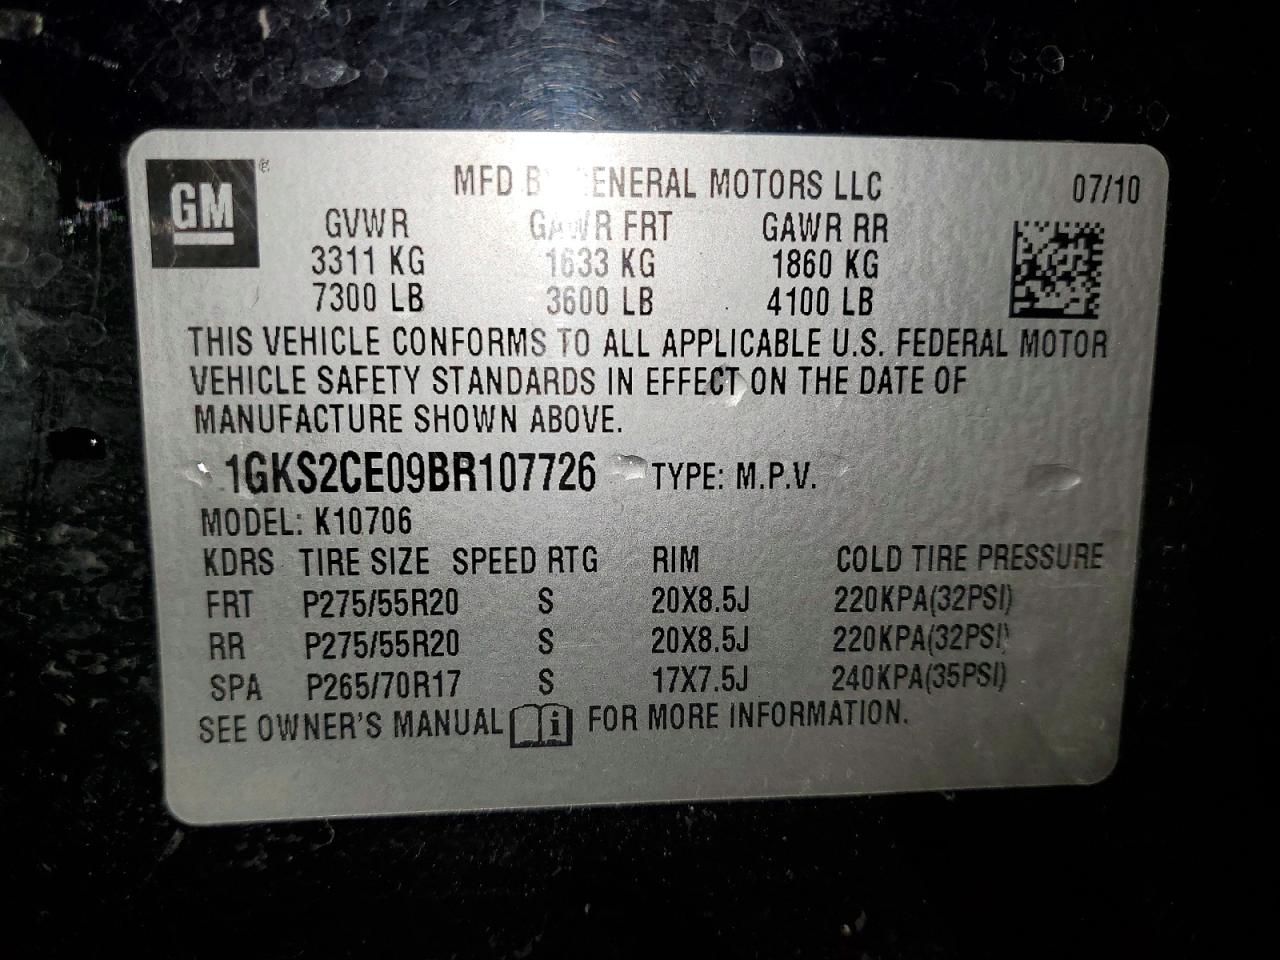 GM ®
MFD BY GENERAL MOTORS LLC 07/10
GVWR GAWR FRT GAWR RR
3311 KG 1633 KG 1860 KG
7300 LB 3600 LB 4100 LB
THIS VEHICLE CONFORMS TO ALL APPLICABLE U.S. FEDERAL MOTOR
VEHICLE SAFETY STANDARDS IN EFFECT ON THE DATE OF
MANUFACTURE SHOWN ABOVE.
1GKS2CE09BR107726 TYPE: M.P.V.
MODEL: K10706
KDRS TIRE SIZE SPEED RTG RIM COLD TIRE PRESSURE
FRT P275/55R20 S 20X8.5J 220KPA(32PSI)
RR P275/55R20 S 20X8.5J 220KPA(32PSI)
SPA P265/70R17 S 17X7.5J 240KPA(35PSI)
SEE OWNER'S MANUAL i FOR MORE INFORMATION.